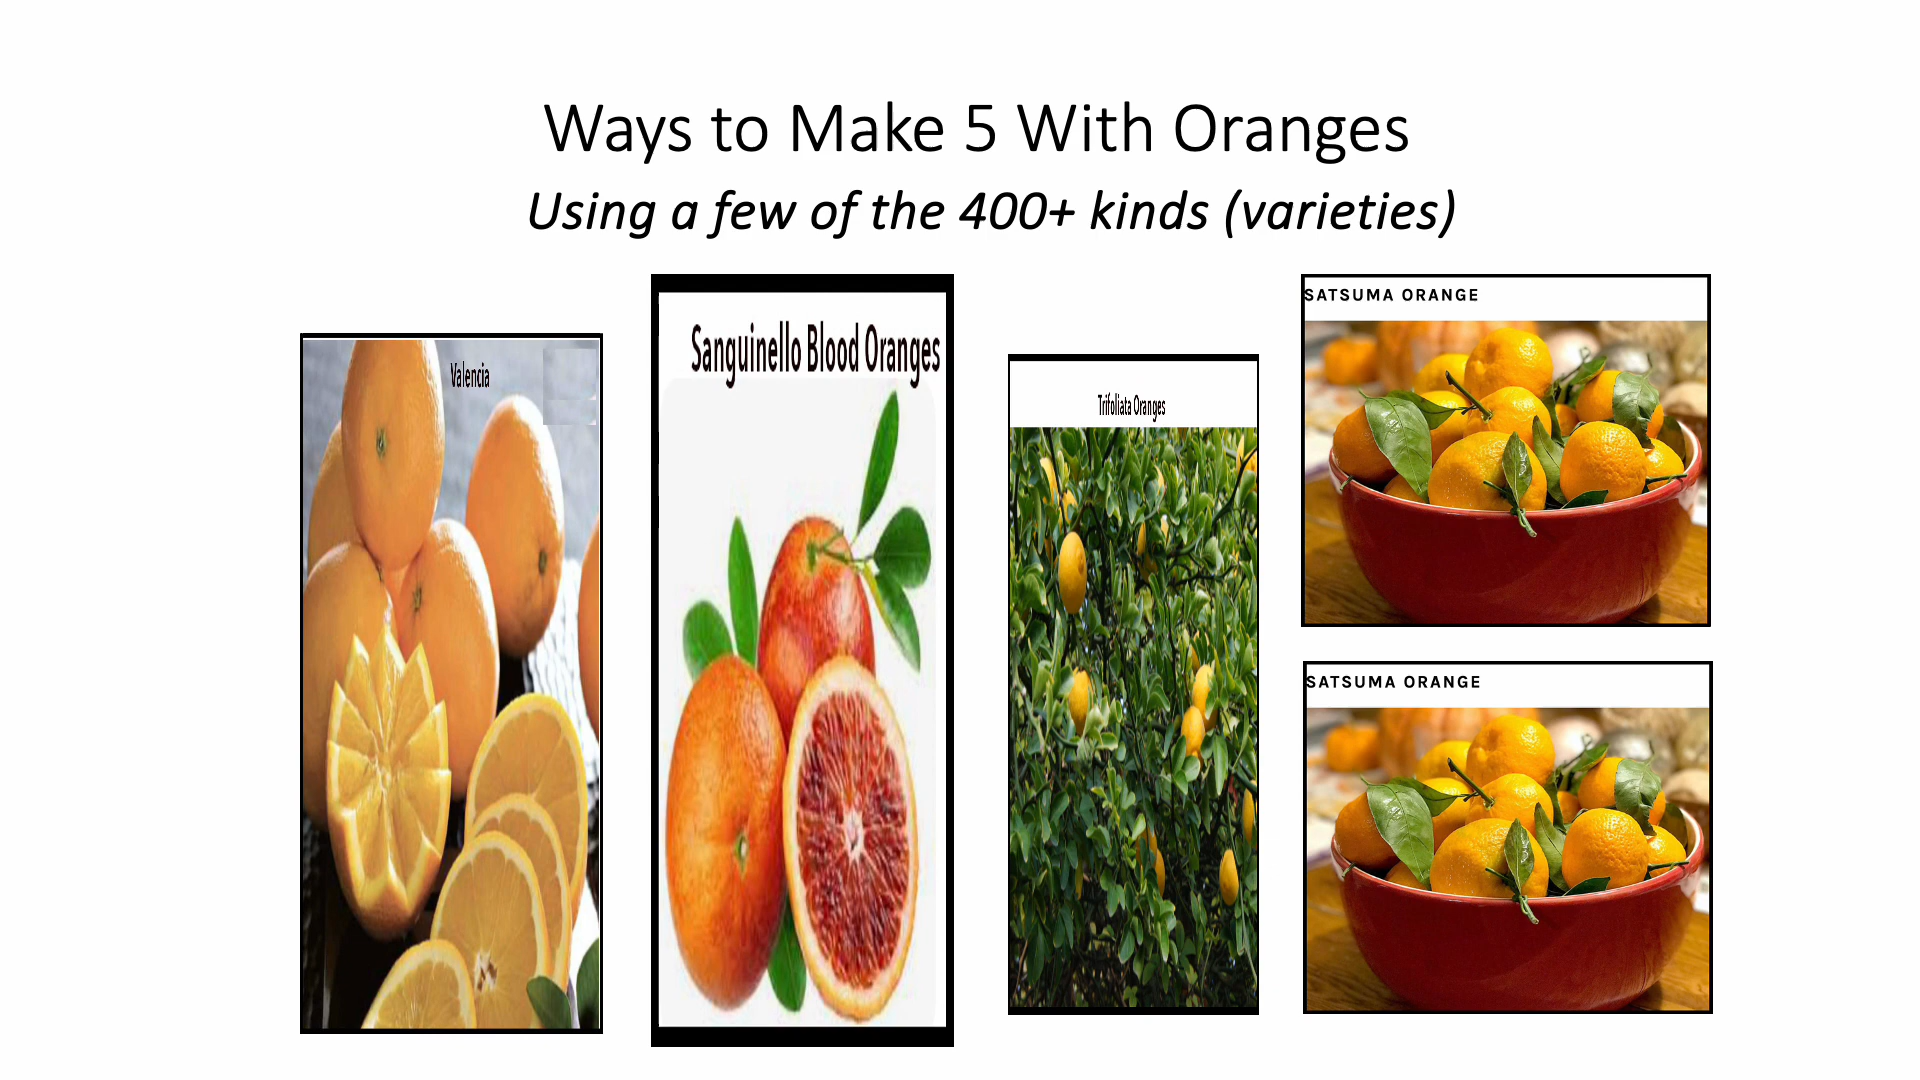 Ways to Make 5 With Oranges
Using a few of the 400+ kinds (varieties)
Valencia
Sanguinello Blood Oranges
Trifoliata Oranges
SATSUMA ORANGE
SATSUMA ORANGE